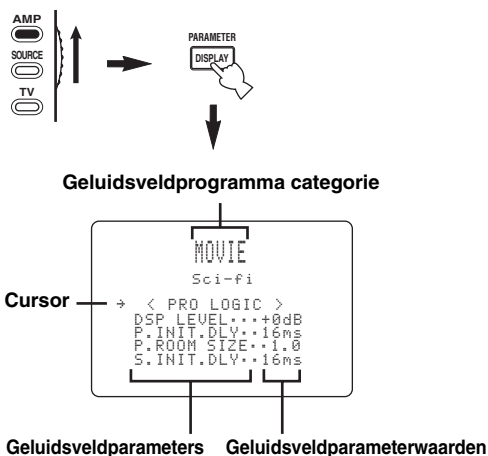 AMP
SOURCE
TV
PARAMETER
DISPLAY
Geluidsveldprogramma categorie
MOVIE
Sci-fi
Cursor
→ < PRO LOGIC >
DSP LEVEL···+0dB
P.INIT.DLY··16ms
P.ROOM SIZE··1.0
S.INIT.DLY··16ms
Geluidsveldparameters Geluidsveldparameterwaarden